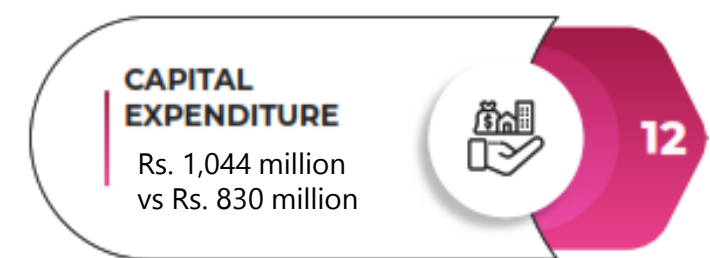 CAPITAL
EXPENDITURE
Rs. 1,044 million
vs Rs. 830 million
12